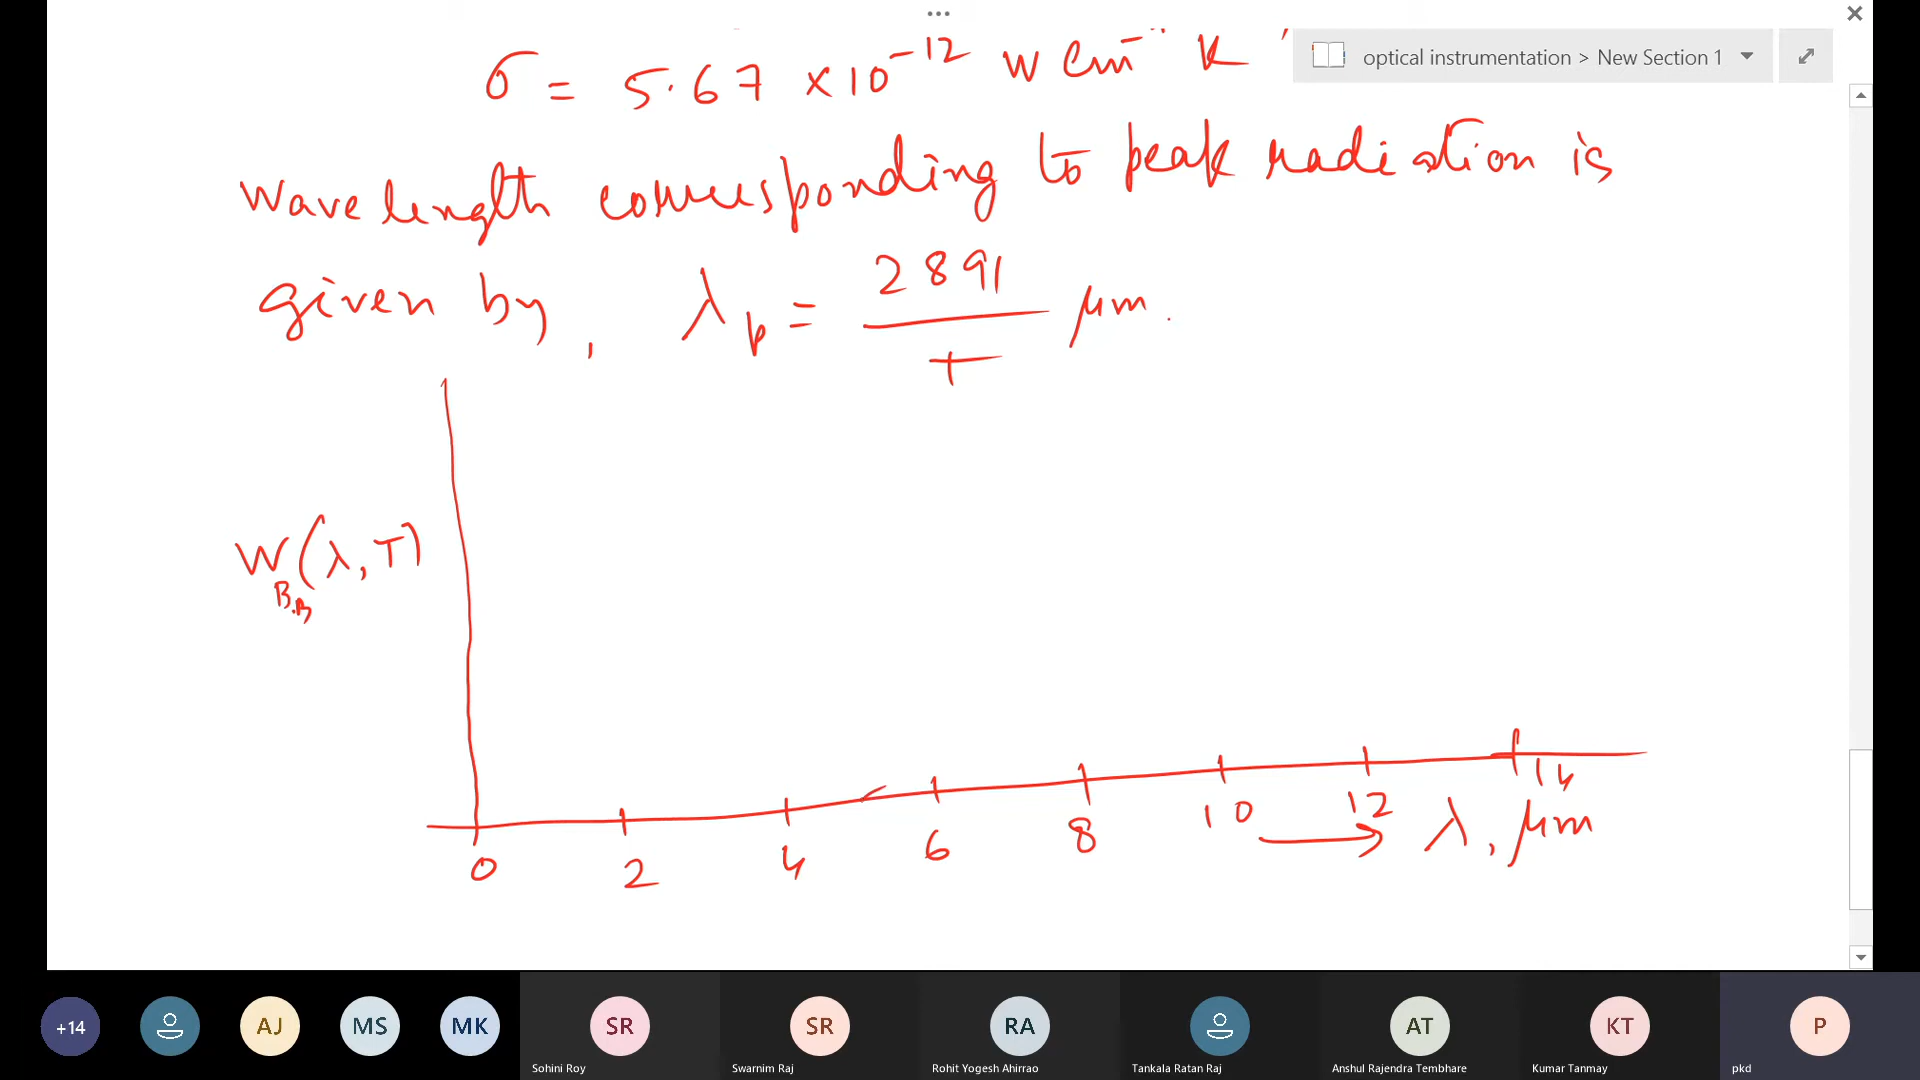 optical instrumentation > New Section 1
σ = 5.67 ×10⁻¹² W cm⁻ K
wavelength corresponding to peak radiation is
given by, λp = 2891 / T μm.
W B.B (λ, T)
0 2 4 6 8 10 12 14
→ λ, μm
+14 AJ MS MK SR SR RA AT KT P
Sohini Roy Swarnim Raj Rohit Yogesh Ahirrao Tankala Ratan Raj Anshul Rajendra Tembhare Kumar Tanmay pkd